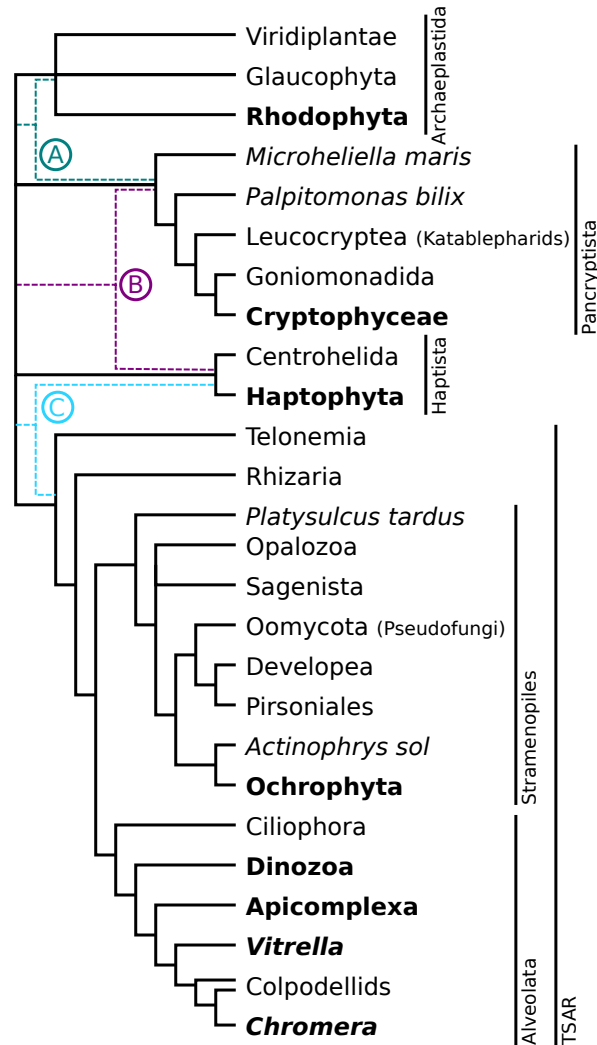 Viridiplantae
Glaucophyta
Rhodophyta
Archaeplastida
A
Microheliella maris
Palpitomonas bilix
Leucocryptea (Katablepharids)
Goniomonadida
Cryptophyceae
Pancryptista
B
Centrohelida
Haptophyta
Haptista
C
Telonemia
Rhizaria
Platysulcus tardus
Opalozoa
Sagenista
Oomycota (Pseudofungi)
Developea
Pirsoniales
Actinophrys sol
Ochrophyta
Stramenopiles
Ciliophora
Dinozoa
Apicomplexa
Vitrella
Colpodellids
Chromera
Alveolata
TSAR